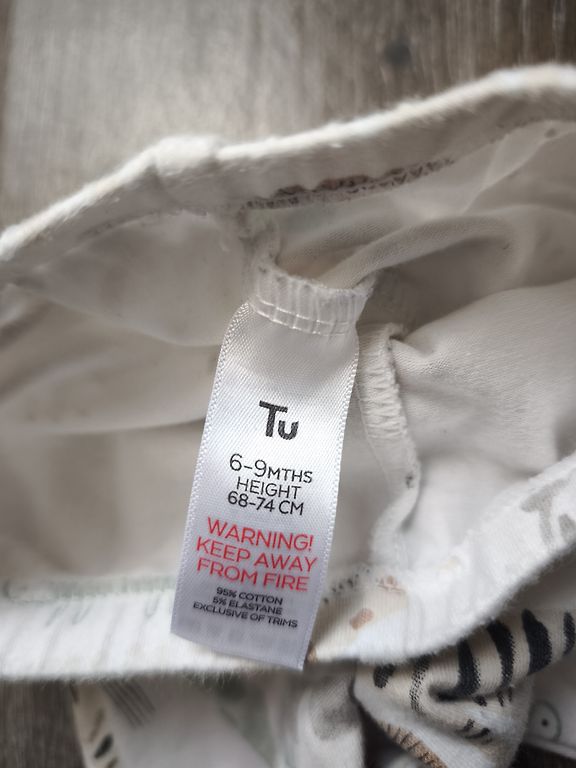 Tu
6-9MTHS
HEIGHT
68-74 CM
WARNING!
KEEP AWAY
FROM FIRE
95% COTTON
5% ELASTANE
EXCLUSIVE OF TRIMS